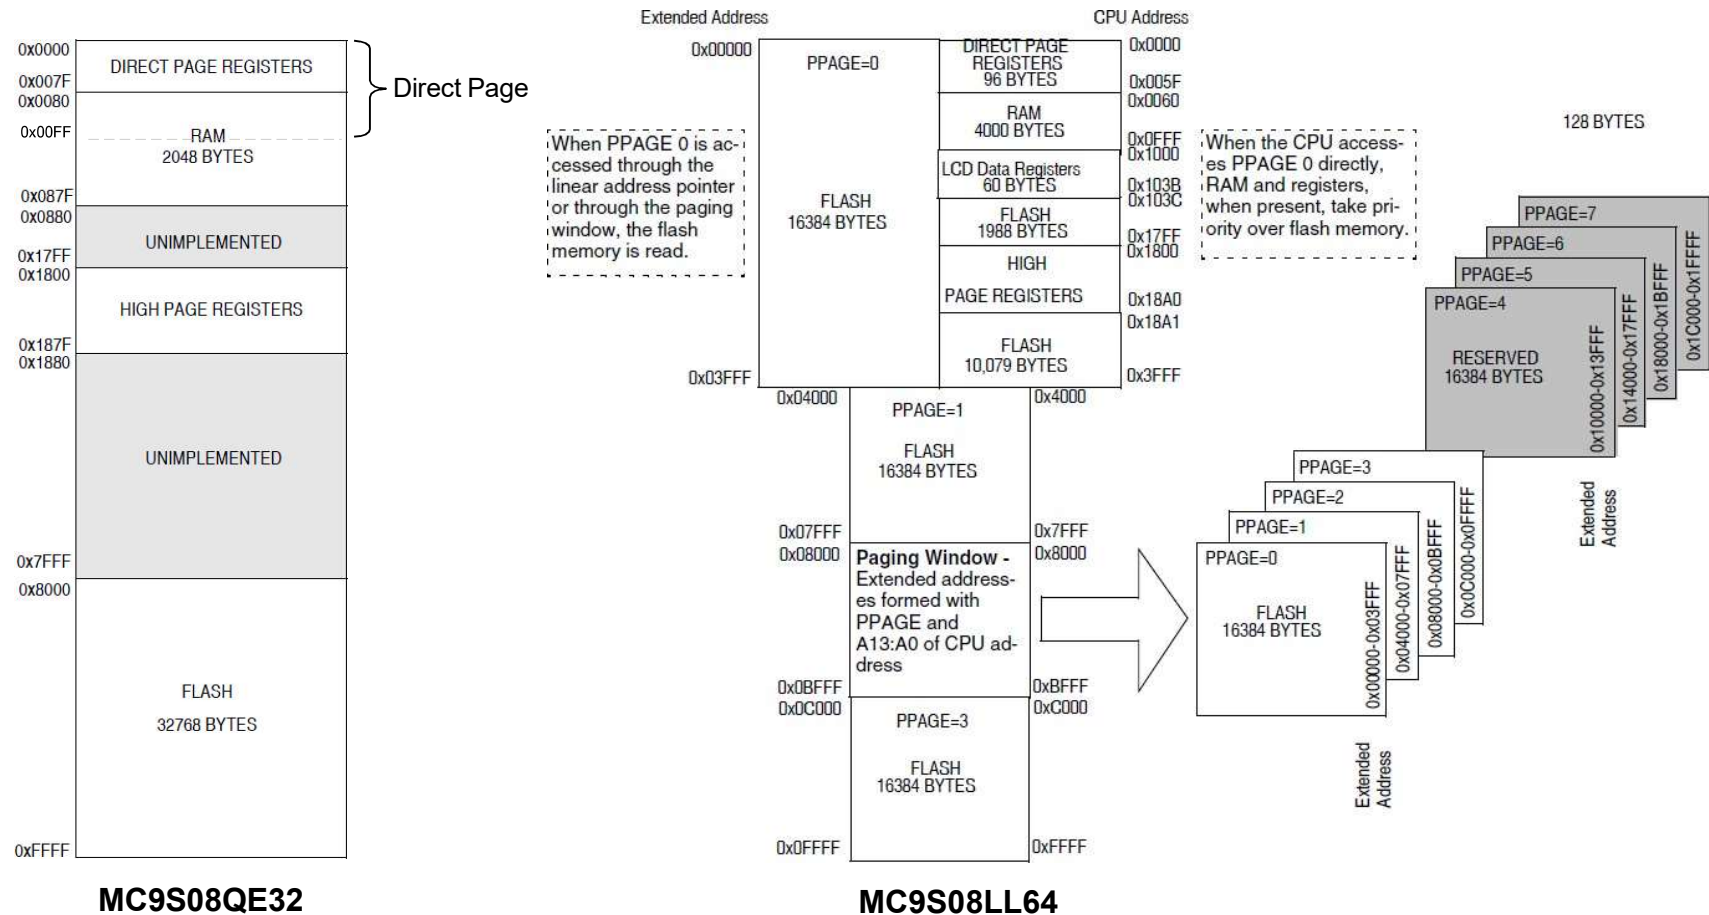 0x0000
DIRECT PAGE REGISTERS
0x007F
0x0080
0x00FF
RAM
2048 BYTES
0x087F
0x0880
UNIMPLEMENTED
0x17FF
0x1800
HIGH PAGE REGISTERS
0x187F
0x1880
UNIMPLEMENTED
0x7FFF
0x8000
FLASH
32768 BYTES
0xFFFF
Direct Page
MC9S08QE32
Extended Address
CPU Address
0x00000
PPAGE=0
FLASH
16384 BYTES
0x03FFF
When PPAGE 0 is ac-
cessed through the
linear address pointer
or through the paging
window, the flash
memory is read.
DIRECT PAGE
REGISTERS
96 BYTES
0x0000
0x005F
0x0060
RAM
4000 BYTES
0x0FFF
0x1000
LCD Data Registers
60 BYTES
0x103B
0x103C
FLASH
1988 BYTES
0x17FF
0x1800
HIGH
PAGE REGISTERS
0x18A0
0x18A1
FLASH
10,079 BYTES
0x3FFF
When the CPU access-
es PPAGE 0 directly,
RAM and registers,
when present, take pri-
ority over flash memory.
0x04000
0x4000
PPAGE=1
FLASH
16384 BYTES
0x07FFF
0x7FFF
0x08000
0x8000
Paging Window -
Extended address-
es formed with
PPAGE and
A13:A0 of CPU ad-
dress
0x0BFFF
0xBFFF
0x0C000
0xC000
PPAGE=3
FLASH
16384 BYTES
0x0FFFF
0xFFFF
MC9S08LL64
128 BYTES
PPAGE=7
0x1C000-0x1FFFF
PPAGE=6
0x18000-0x1BFFF
PPAGE=5
0x14000-0x17FFF
PPAGE=4
RESERVED
16384 BYTES
0x10000-0x13FFF
Extended
Address
PPAGE=3
0x0C000-0x0FFFF
PPAGE=2
0x08000-0x0BFFF
PPAGE=1
0x04000-0x07FFF
PPAGE=0
FLASH
16384 BYTES
0x00000-0x03FFF
Extended
Address